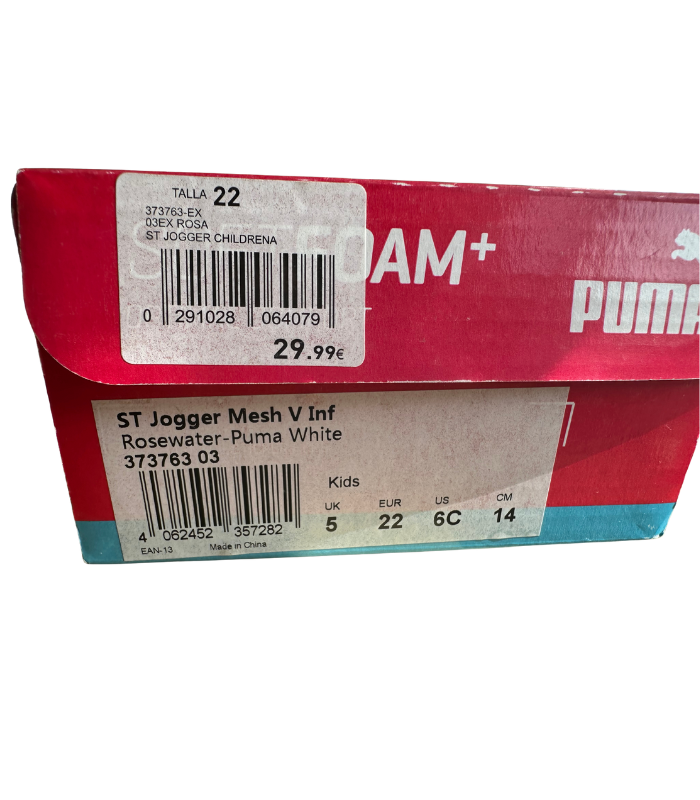 TALLA 22
373763-EX
03EX ROSA
ST JOGGER CHILDRENA
0 291028 064079
29.99€
FOAM+
PUMA
ST Jogger Mesh V Inf
Rosewater-Puma White
373763 03
4 062452 357282
EAN-13
Made in China
Kids
UK EUR US CM
5 22 6C 14